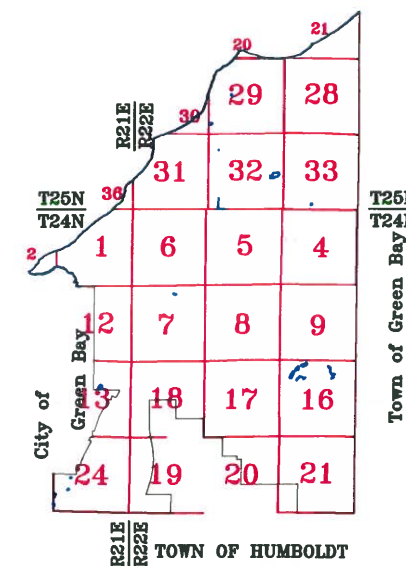 21
20
29 28
30
R21E
R22E
31 32 33
36
T25N
T24N
T25N
T24N
2
1 6 5 4
12 7 8 9
City of
Green Bay
Town of Green Bay
13 18 17 16
24 19 20 21
R21E
R22E
TOWN OF HUMBOLDT